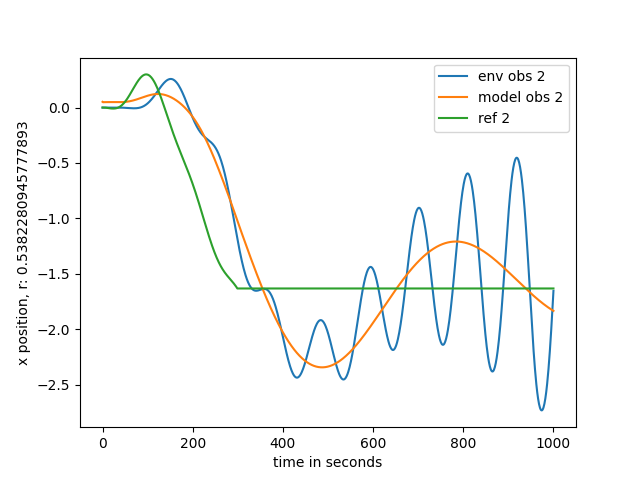 env obs 2
model obs 2
ref 2
x position, r: 0.5382280945777893
0.0
−0.5
−1.0
−1.5
−2.0
−2.5
0 200 400 600 800 1000
time in seconds